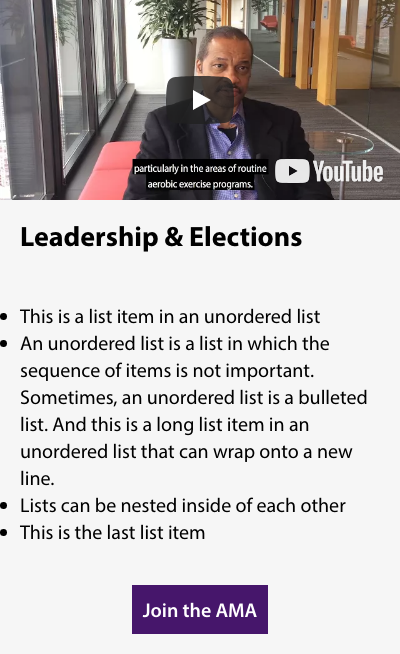 particularly in the areas of routine
aerobic exercise programs.
YouTube
Leadership & Elections
This is a list item in an unordered list
An unordered list is a list in which the
sequence of items is not important.
Sometimes, an unordered list is a bulleted
list. And this is a long list item in an
unordered list that can wrap onto a new
line.
Lists can be nested inside of each other
This is the last list item
Join the AMA